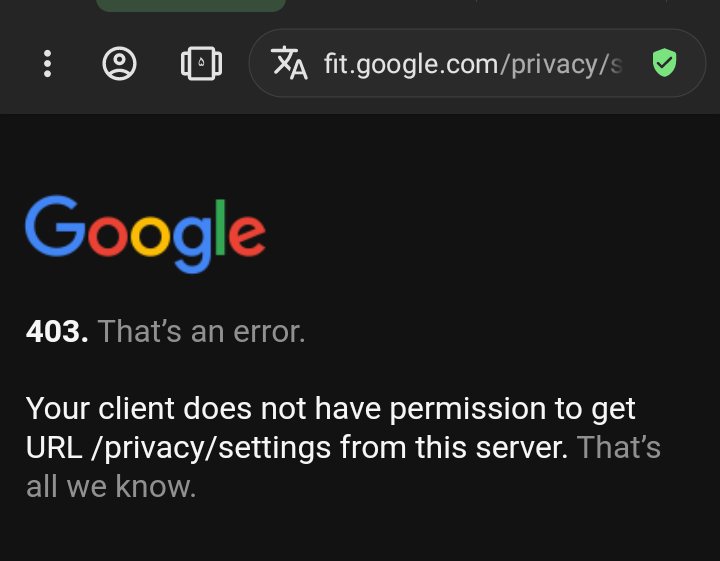 ۵
fit.google.com/privacy/s
Google
403. That’s an error.
Your client does not have permission to get
URL /privacy/settings from this server. That’s
all we know.